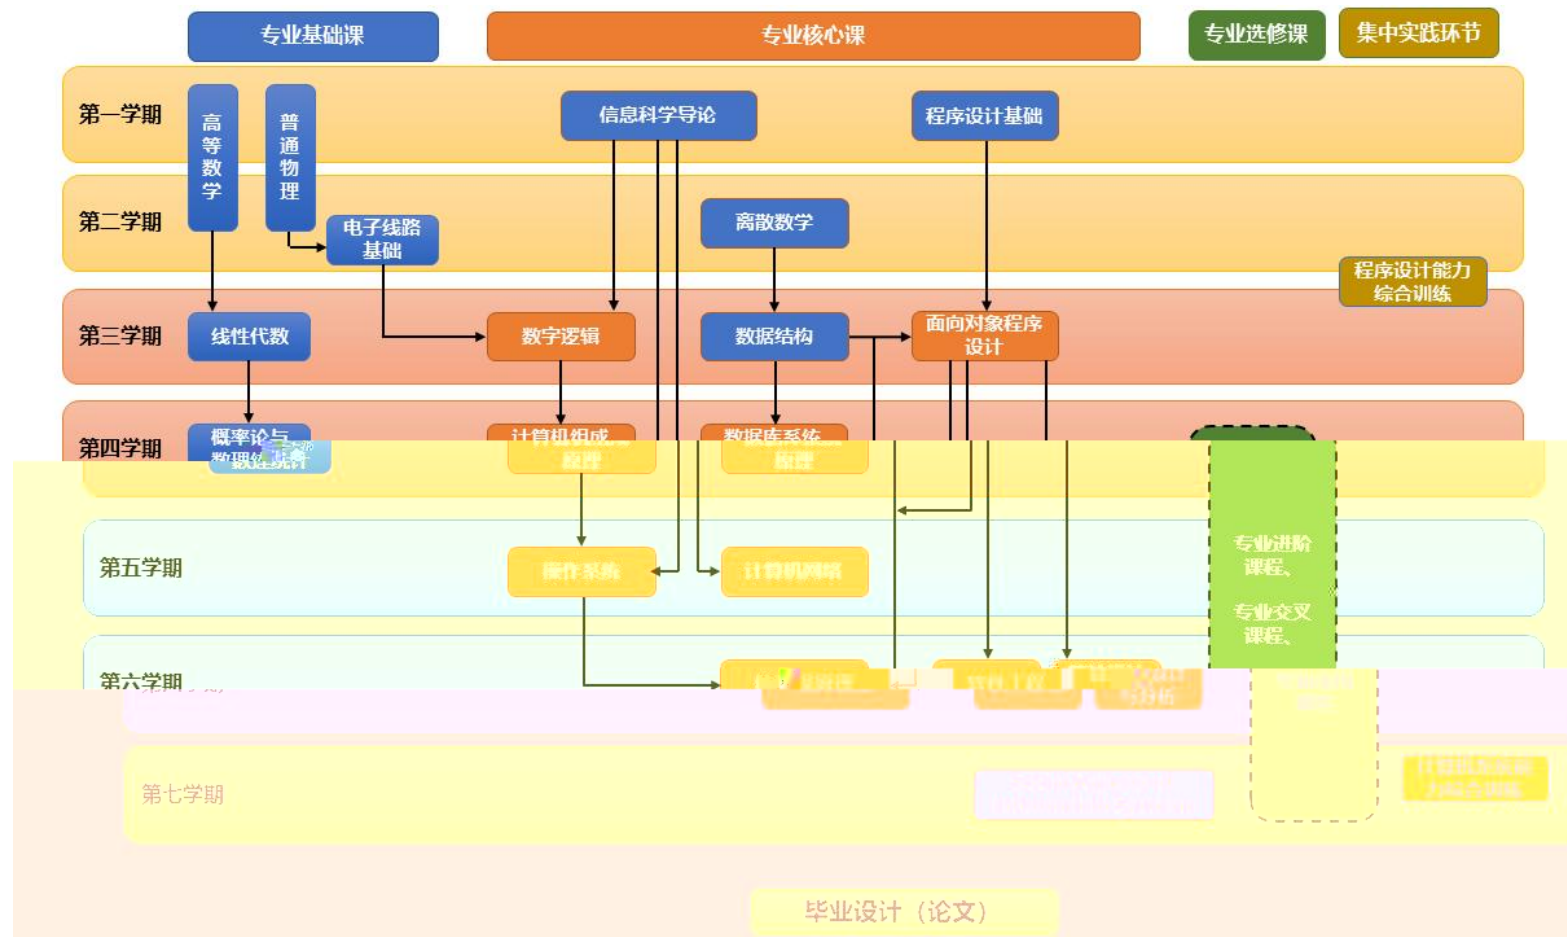 专业基础课
专业核心课
专业选修课
集中实践环节
第一学期
高等数学
普通物理
信息科学导论
程序设计基础
第二学期
电子线路
基础
离散数学
程序设计能力
综合训练
第三学期
线性代数
数字逻辑
数据结构
面向对象程序
设计
第四学期
概率论与
数理统计
计算机组成
原理
数据库系统
原理
第五学期
操作系统
计算机网络
专业进阶
课程、
专业交叉
课程、
第六学期
与分析
第七学期
毕业设计（论文）